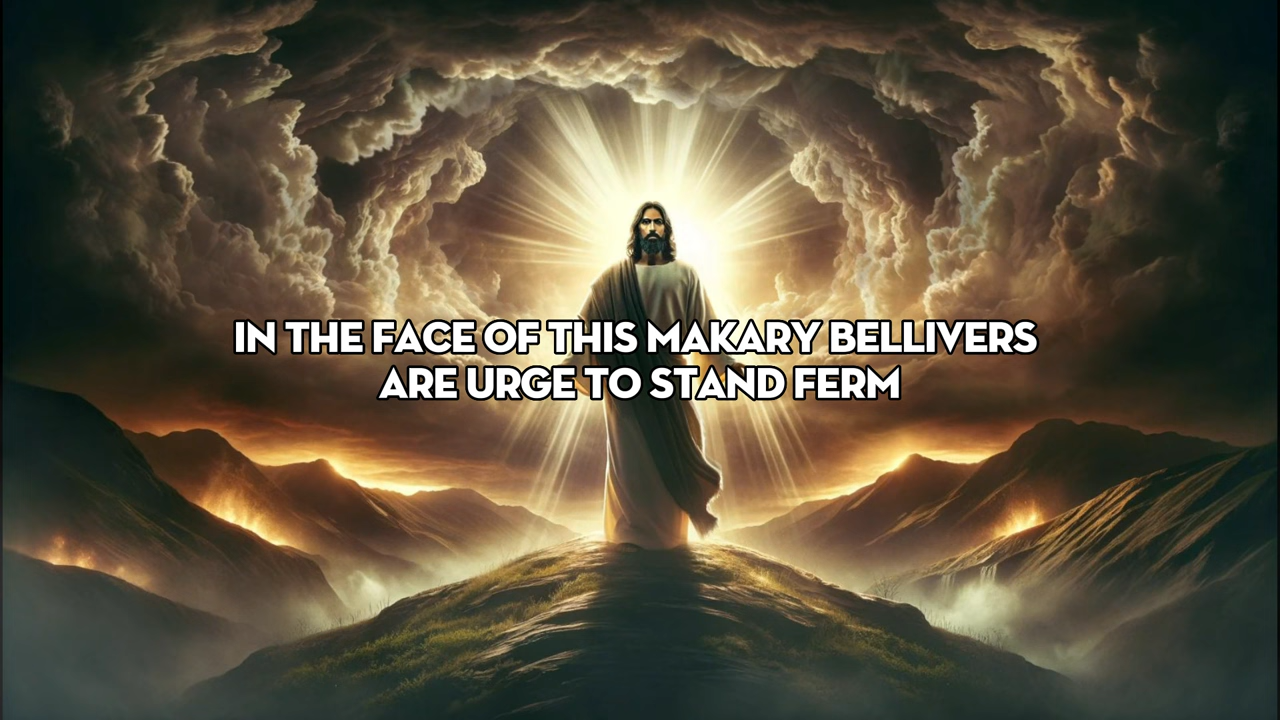 IN THE FACE OF THIS MAKARY BELLIVERS
ARE URGE TO STAND FERM